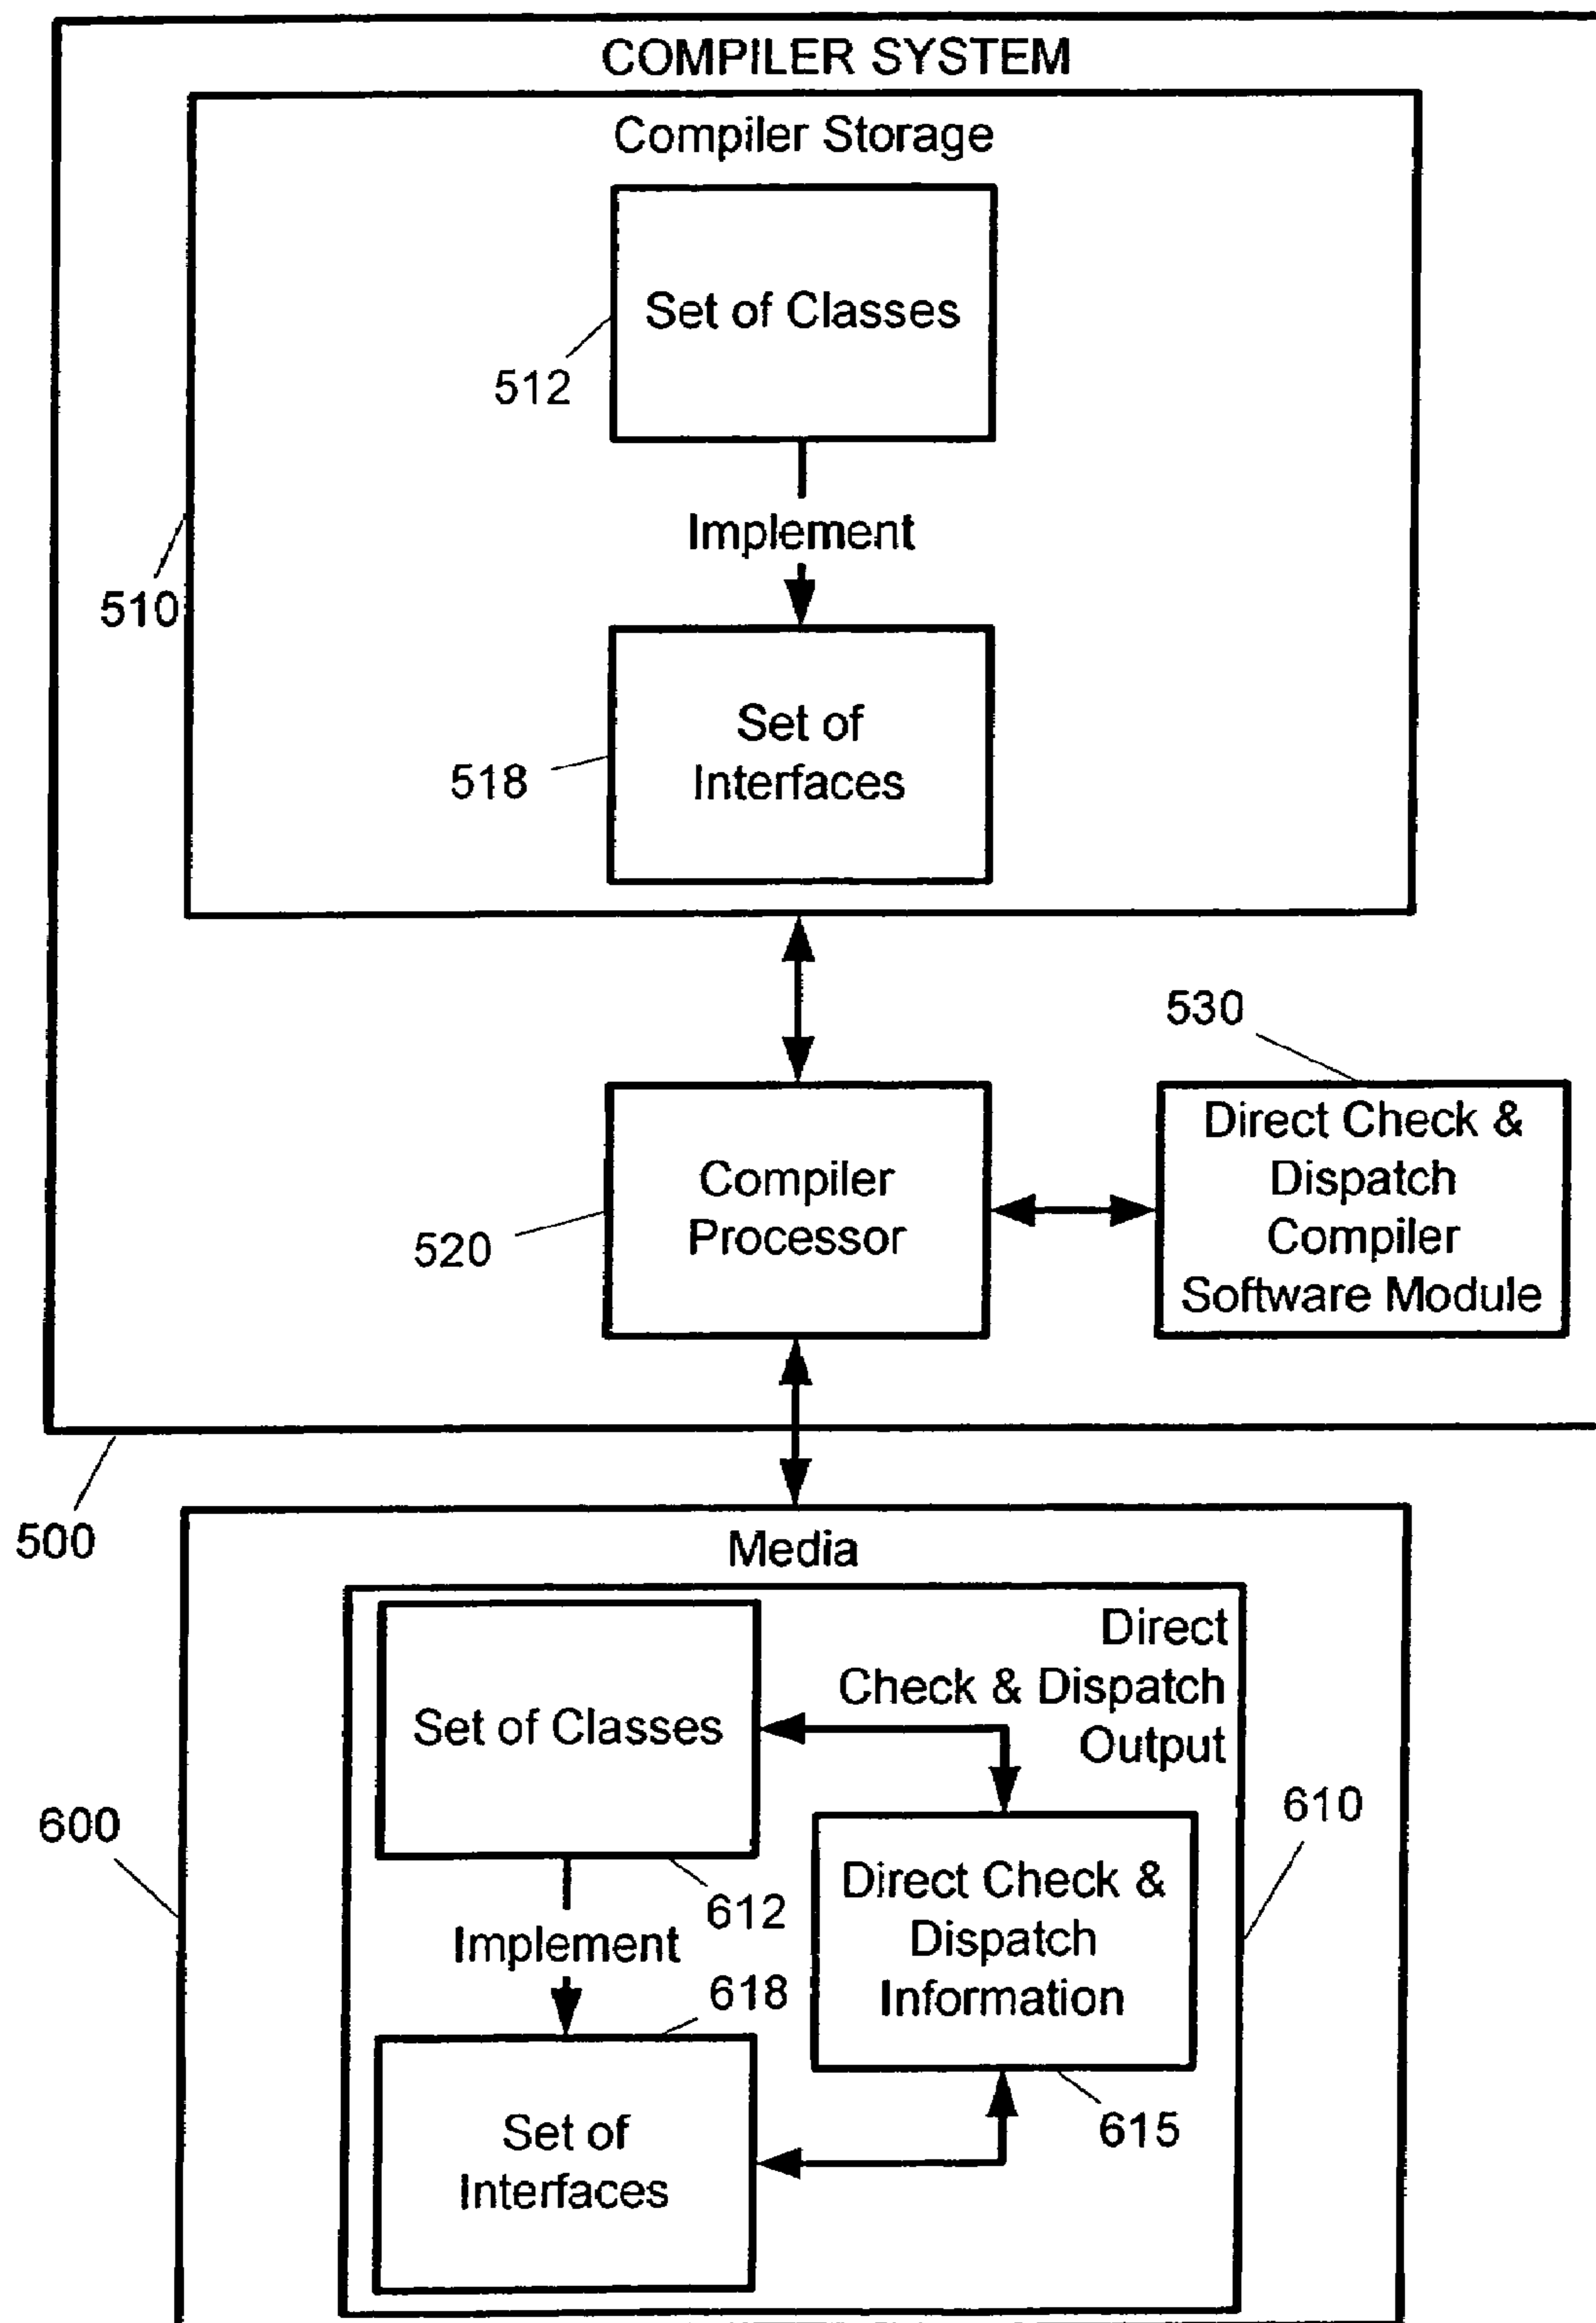 COMPILER SYSTEM
Compiler Storage
Set of Classes
512
Implement
510
Set of
Interfaces
518
530
Direct Check &
Dispatch
Compiler
Software Module
Compiler
Processor
520
500
Media
Direct
Check & Dispatch
Output
Set of Classes
610
600
612
Direct Check &
Dispatch
Information
Implement
618
615
Set of
Interfaces